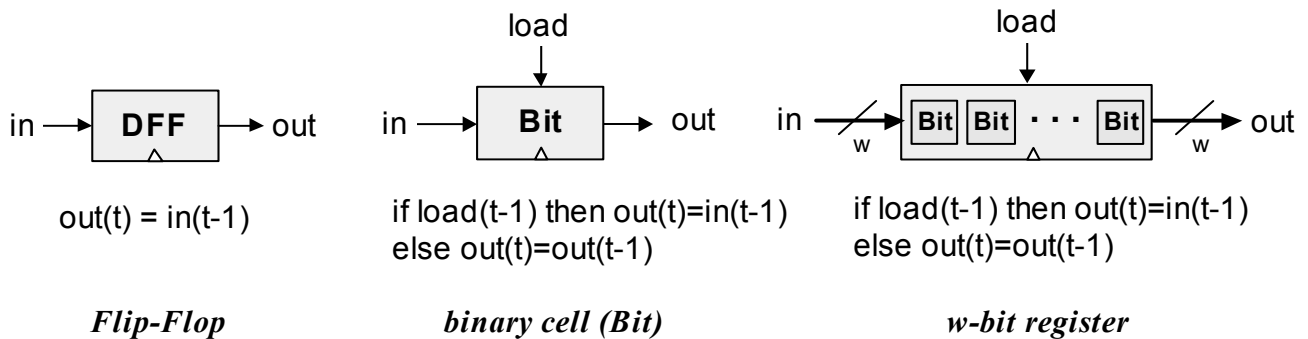 load
load
in
DFF
out
in
Bit
out
in
w
Bit Bit · · · Bit
w
out
out(t) = in(t-1)
if load(t-1) then out(t)=in(t-1)
else out(t)=out(t-1)
if load(t-1) then out(t)=in(t-1)
else out(t)=out(t-1)
Flip-Flop
binary cell (Bit)
w-bit register